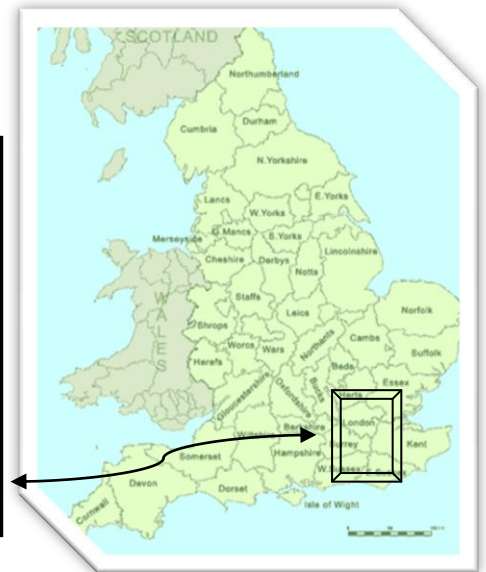 SCOTLAND
Northumberland
Durham
Cumbria
N.Yorkshire
Lancs
E.Yorks
W.Yorks
Merseyside
G.Mancs
S.Yorks
Lincolnshire
Cheshire
Derbys
Notts
WALES
Staffs
Norfolk
Shrops
Leics
Worcs
Wars
Northants
Cambs
Suffolk
Herefs
Beds
Gloucestershire
Oxfordshire
Bucks
Herts
Essex
London
Berkshire
Wiltshire
Surrey
Kent
Somerset
Hampshire
W.Sussex
E.Sussex
Devon
Dorset
Isle of Wight
Cornwall